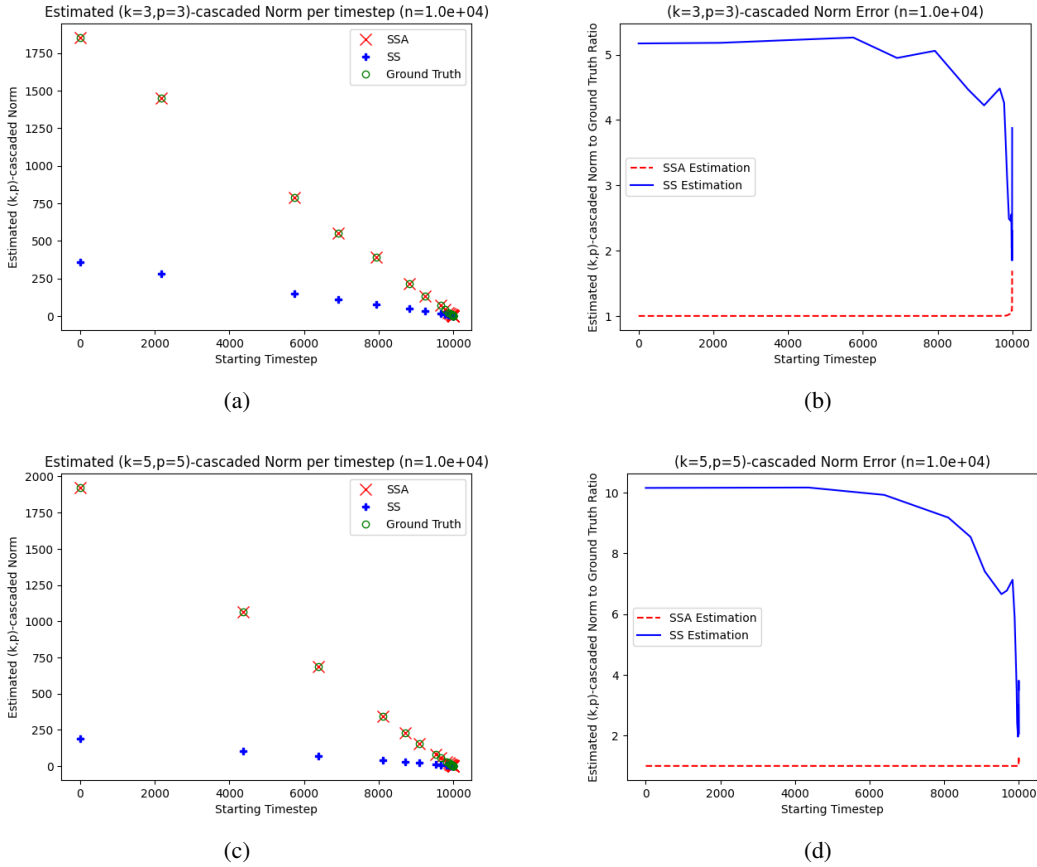 Estimated (k=3,p=3)-cascaded Norm per timestep (n=1.0e+04)
Estimated (k,p)-cascaded Norm
1750
1500
1250
1000
750
500
250
0
SSA
SS
Ground Truth
0 2000 4000 6000 8000 10000
Starting Timestep
(a)
(k=3,p=3)-cascaded Norm Error (n=1.0e+04)
Estimated (k,p)-cascaded Norm to Ground Truth Ratio
5
4
3
2
1
SSA Estimation
SS Estimation
0 2000 4000 6000 8000 10000
Starting Timestep
(b)
Estimated (k=5,p=5)-cascaded Norm per timestep (n=1.0e+04)
Estimated (k,p)-cascaded Norm
2000
1750
1500
1250
1000
750
500
250
0
SSA
SS
Ground Truth
0 2000 4000 6000 8000 10000
Starting Timestep
(c)
(k=5,p=5)-cascaded Norm Error (n=1.0e+04)
Estimated (k,p)-cascaded Norm to Ground Truth Ratio
10
8
6
4
2
SSA Estimation
SS Estimation
0 2000 4000 6000 8000 10000
Starting Timestep
(d)